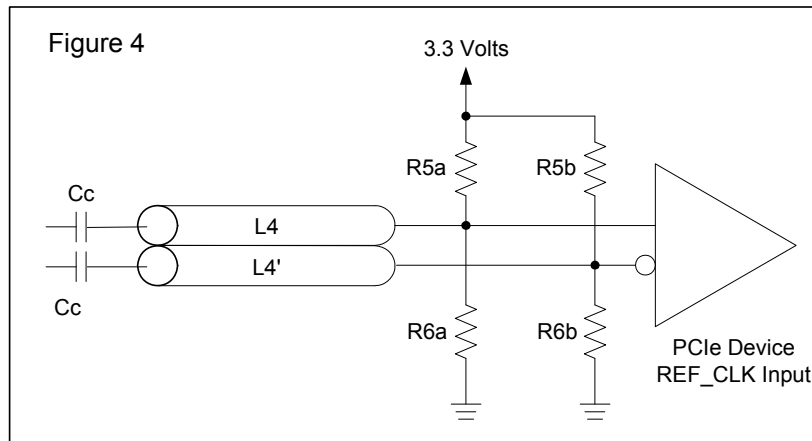 Figure 4
3.3 Volts
R5a
R5b
Cc
L4
L4'
Cc
R6a
R6b
PCIe Device
REF_CLK Input